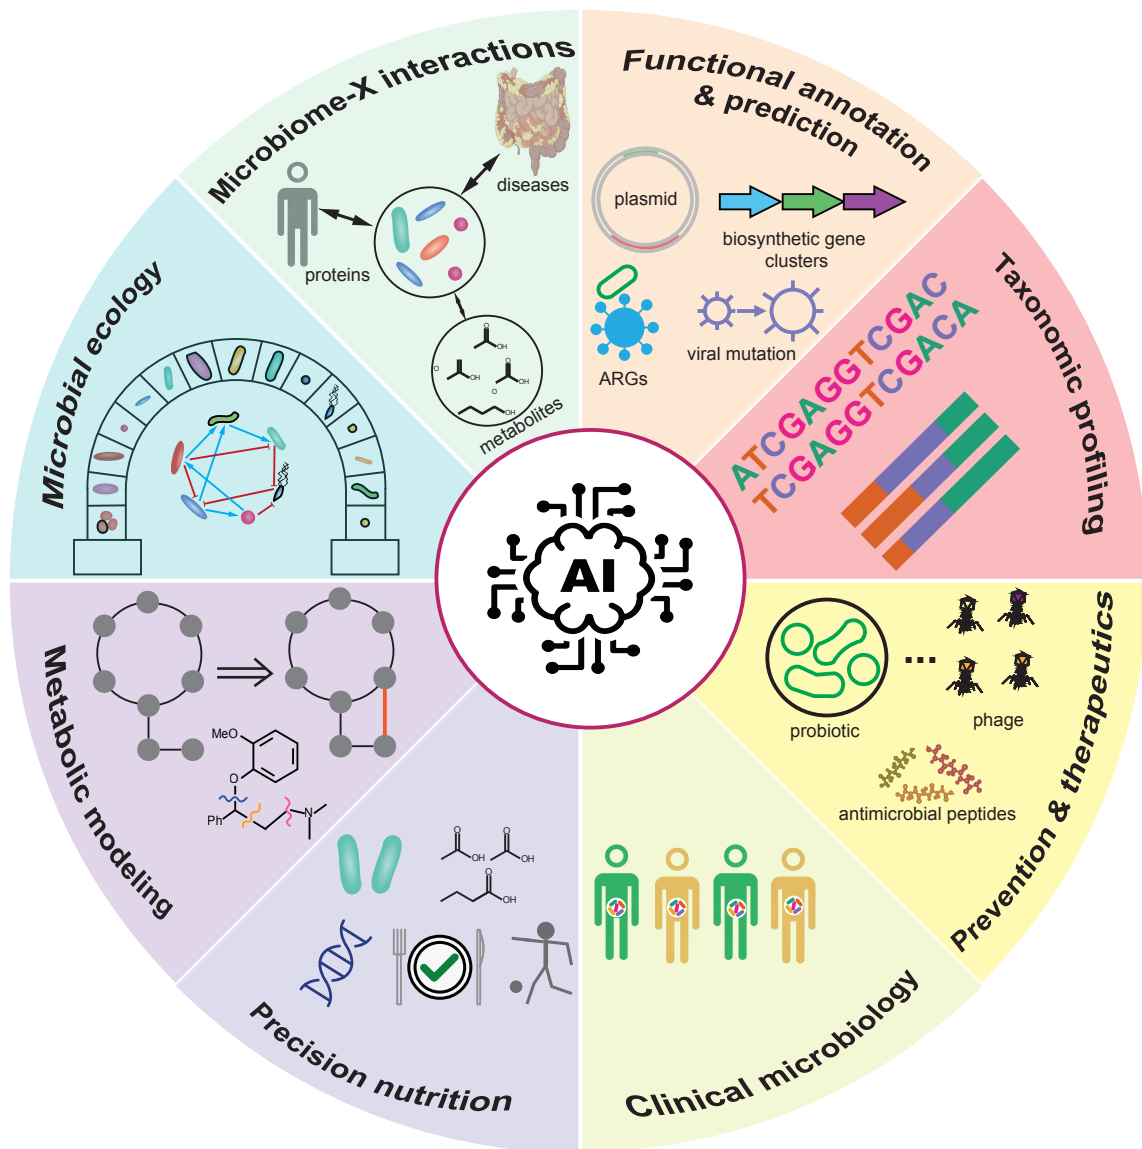 Microbiome-X interactions
diseases
proteins
OH
OH
OH
O
O
O
O
O
OH
metabolites
Functional annotation
& prediction
plasmid
biosynthetic gene
clusters
ARGs
viral mutation
Taxonomic profiling
ATCGAGGTCGAC
TCGAGGTCGACA
Microbial ecology
AI
Metabolic modeling
MeO
O
Ph
N
Prevention & therapeutics
probiotic
...
phage
antimicrobial peptides
Precision nutrition
O
OH
O
OH
O
OH
Clinical microbiology